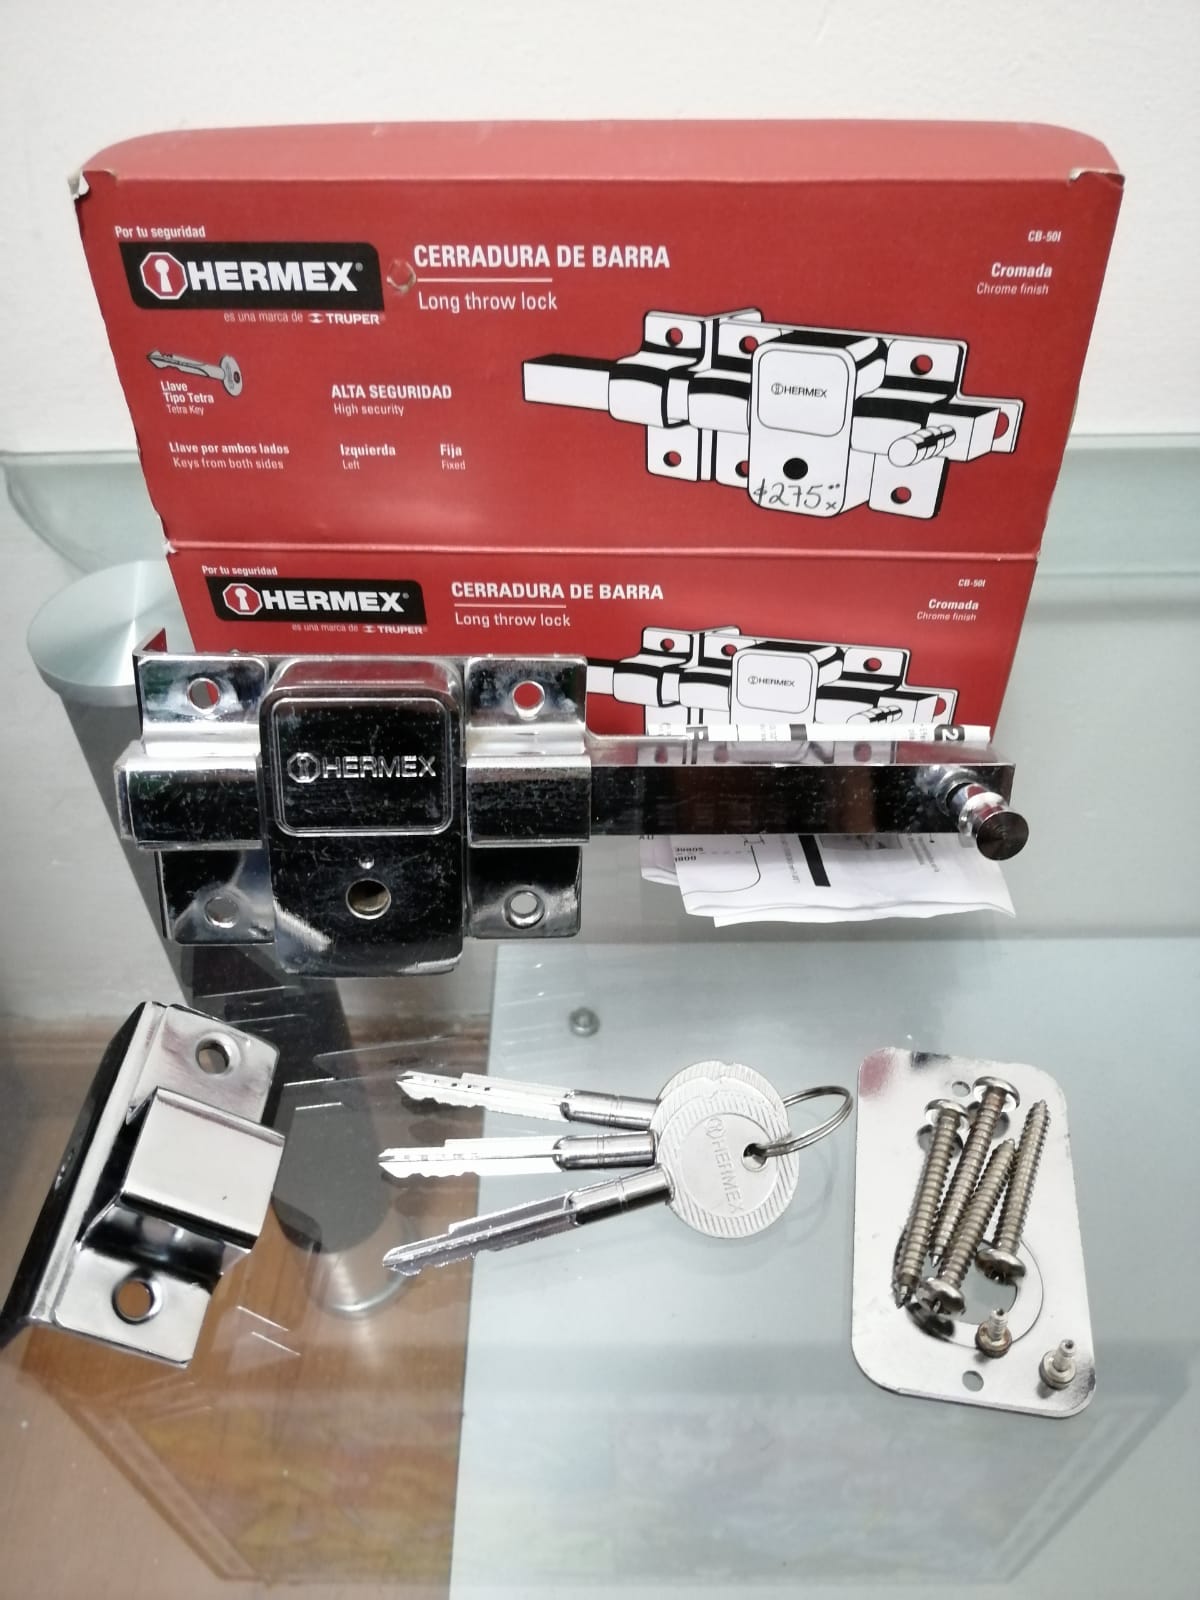 Por tu seguridad
HERMEX®
es una marca de TRUPER®
CERRADURA DE BARRA
Long throw lock
CB-50I
Cromada
Chrome finish
Llave
Tipo Tetra
Tetra Key
ALTA SEGURIDAD
High security
Llave por ambos lados
Keys from both sides
Izquierda
Left
Fija
Fixed
HERMEX
Por tu seguridad
HERMEX®
es una marca de TRUPER®
CERRADURA DE BARRA
Long throw lock
CB-50I
Cromada
Chrome finish
HERMEX
HERMEX
HERMEX